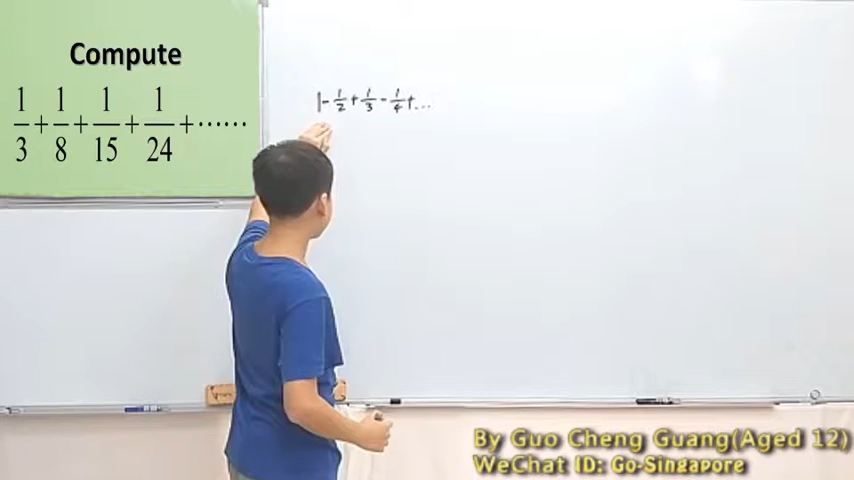 Compute
1/3 + 1/8 + 1/15 + 1/24 + ⋯⋯
1 - 1/2 + 1/3 - 1/4 + ...
By Guo Cheng Guang(Aged 12)
WeChat ID: Go-Singapore